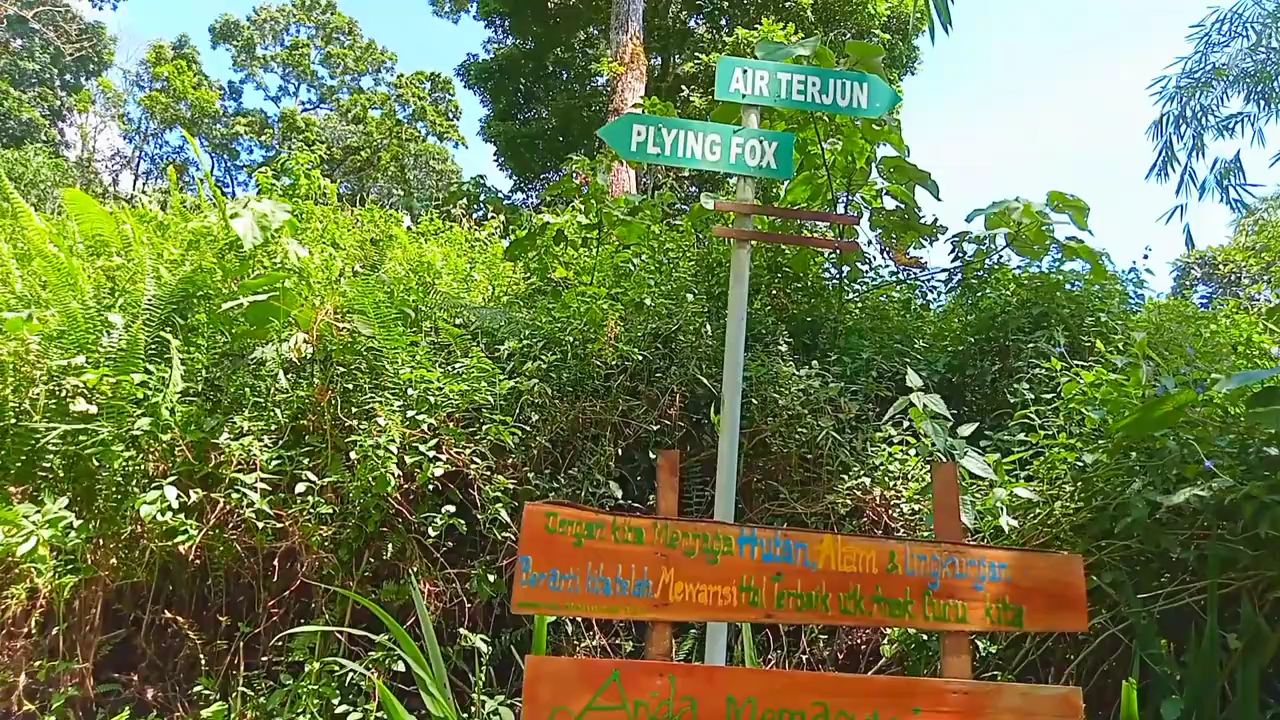 AIR TERJUN
PLYING FOX
Dengan kita Menjaga Hutan, Alam & Lingkungan
Berarti kita telah Mewarisi Hal Terbaik utk Anak Cucu kita
Anda Memasuki